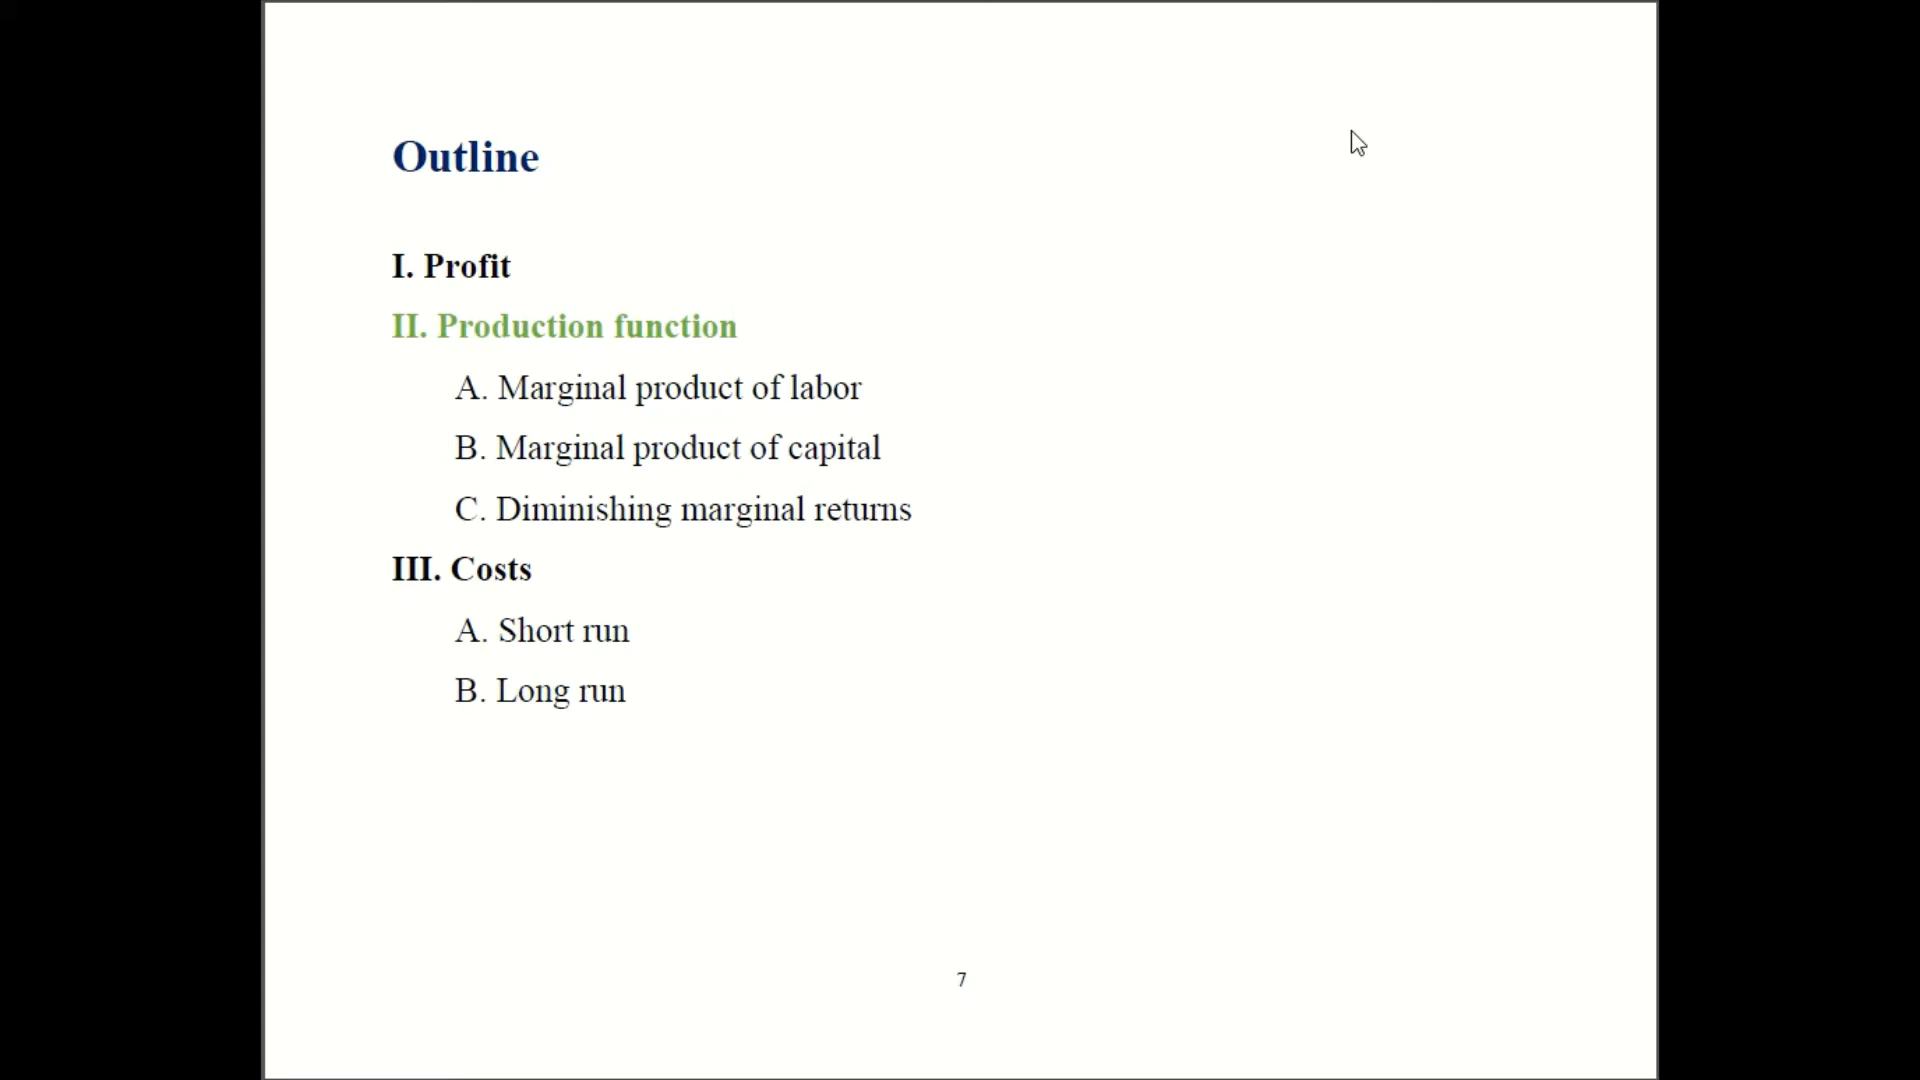 Outline
I. Profit
II. Production function
A. Marginal product of labor
B. Marginal product of capital
C. Diminishing marginal returns
III. Costs
A. Short run
B. Long run
7